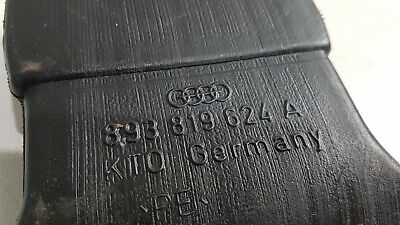 893 819 624 A
KTO Germany
>PE<